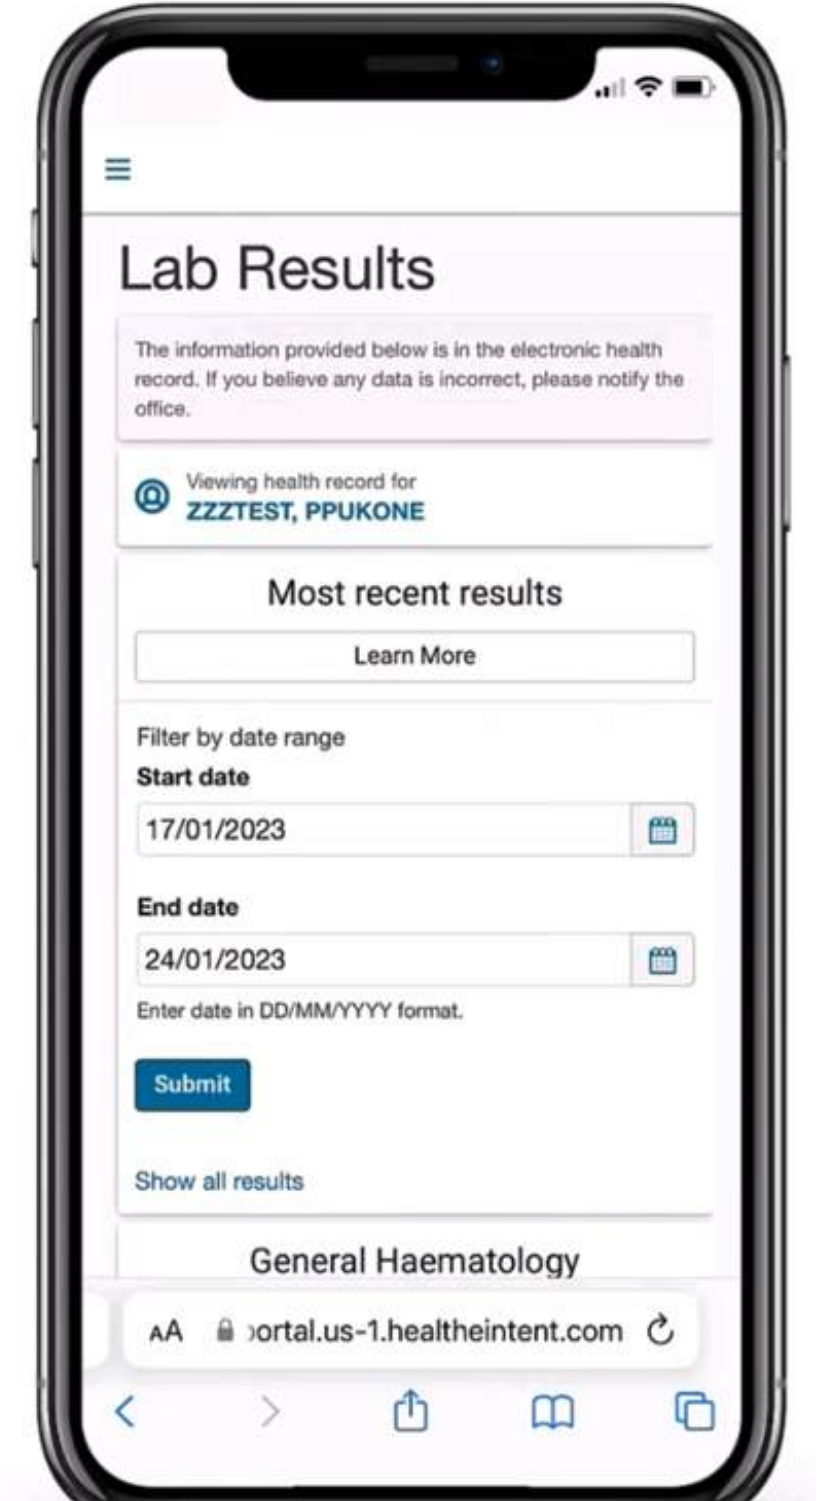 Lab Results
The information provided below is in the electronic health
record. If you believe any data is incorrect, please notify the
office.
Viewing health record for
ZZZTEST, PPUKONE
Most recent results
Learn More
Filter by date range
Start date
17/01/2023
End date
24/01/2023
Enter date in DD/MM/YYYY format.
Submit
Show all results
General Haematology
AA ortal.us-1.healtheintent.com